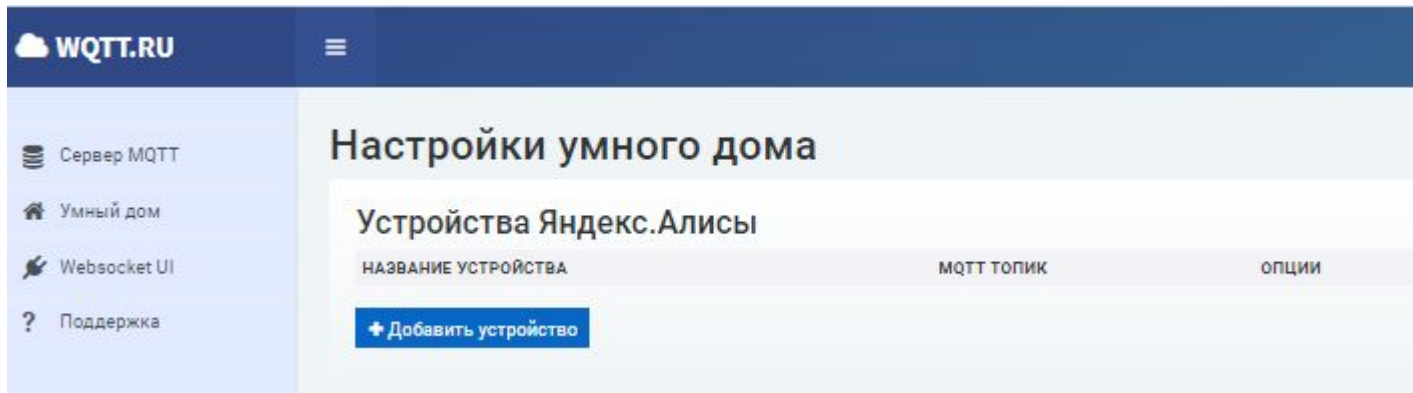 WQTT.RU
Сервер MQTT
Умный дом
Websocket UI
? Поддержка
Настройки умного дома
Устройства Яндекс.Алисы
НАЗВАНИЕ УСТРОЙСТВА MQTT ТОПИК ОПЦИИ
+ Добавить устройство